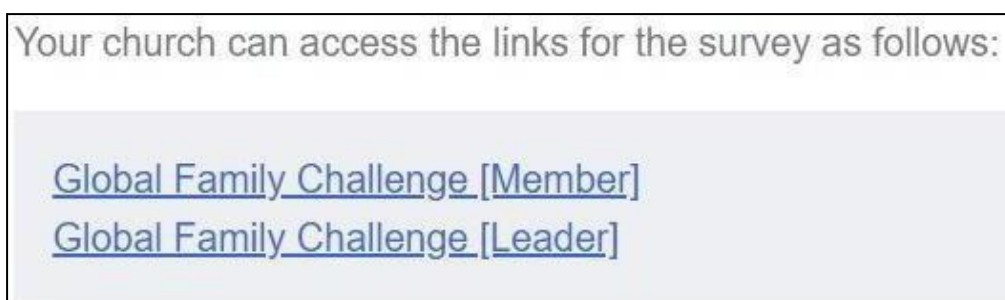 Your church can access the links for the survey as follows:
Global Family Challenge [Member]
Global Family Challenge [Leader]